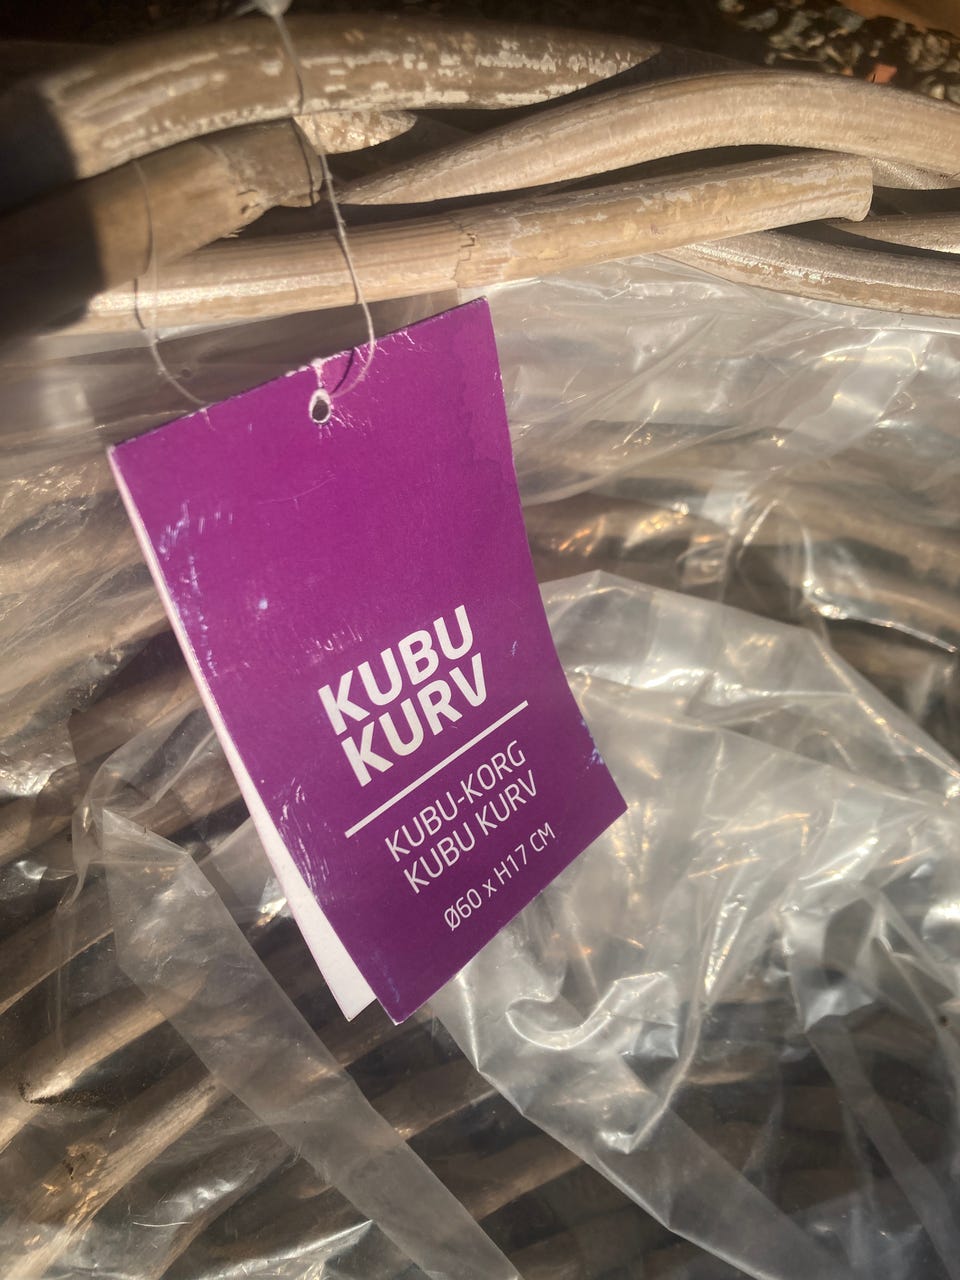 KUBU
KURV
KUBU-KORG
KUBU KURV
Ø60 x H17 CM